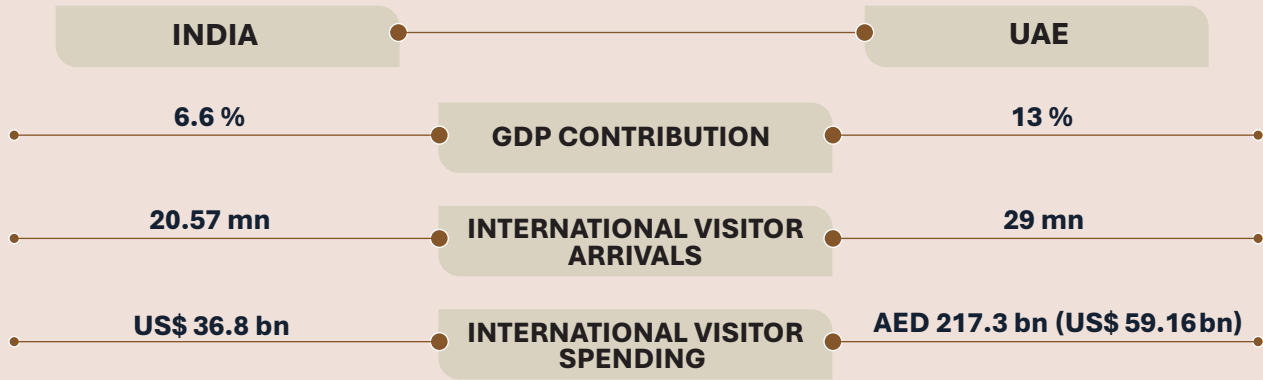 INDIA
UAE
6.6 %
GDP CONTRIBUTION
13 %
20.57 mn
INTERNATIONAL VISITOR
ARRIVALS
29 mn
US$ 36.8 bn
INTERNATIONAL VISITOR
SPENDING
AED 217.3 bn (US$ 59.16bn)